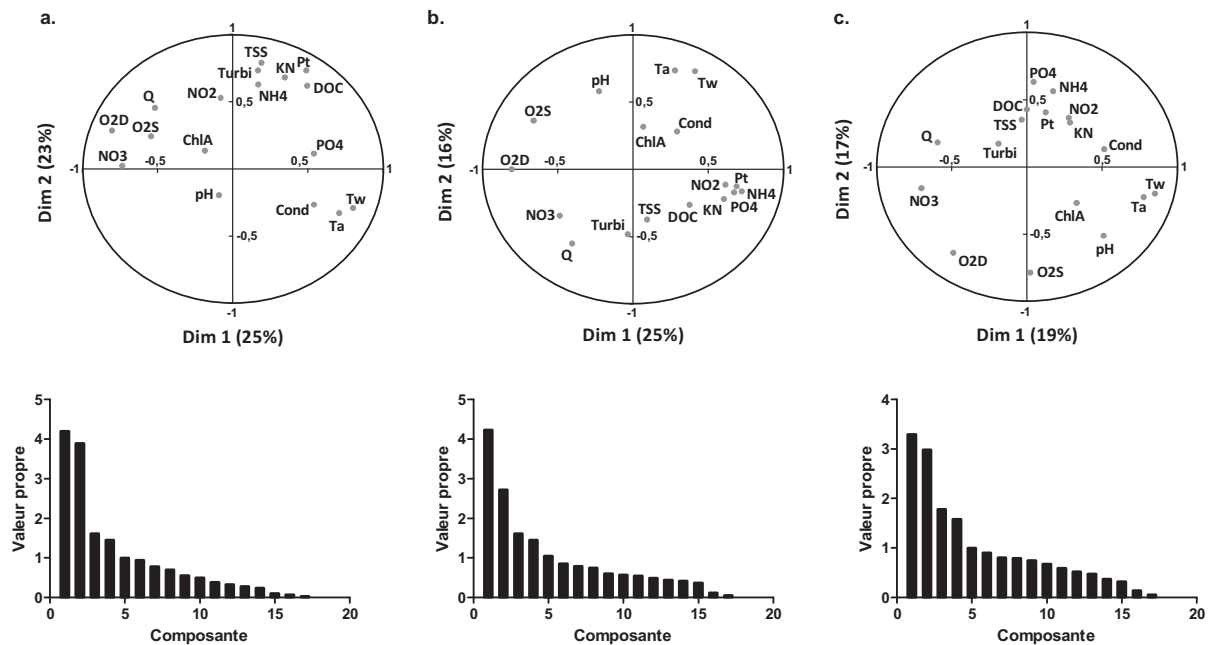 a.
1
TSS
Turbi
KN
Pt
NO2
NH4
DOC
Q
0,5
O2D
O2S
ChlA
PO4
NO3
-1
-0,5
0,5
1
pH
Cond
Tw
Ta
-0,5
-1
Dim 2 (23%)
Dim 1 (25%)
b.
1
Ta
Tw
pH
0,5
O2S
ChlA
Cond
O2D
-1
-0,5
0,5
1
NO2
Pt
NH4
NO3
TSS
DOC
KN
PO4
Turbi
Q
-0,5
-1
Dim 2 (16%)
Dim 1 (25%)
c.
1
PO4
NH4
0,5
DOC
NO2
TSS
Pt
KN
Q
Turbi
Cond
-1
-0,5
0,5
1
NO3
Tw
Ta
ChlA
pH
-0,5
O2D
O2S
-1
Dim 2 (17%)
Dim 1 (19%)
5
4
3
2
1
0
Valeur propre
0 5 10 15 20
Composante
5
4
3
2
1
0
Valeur propre
0 5 10 15 20
Composante
4
3
2
1
0
Valeur propre
0 5 10 15 20
Composante